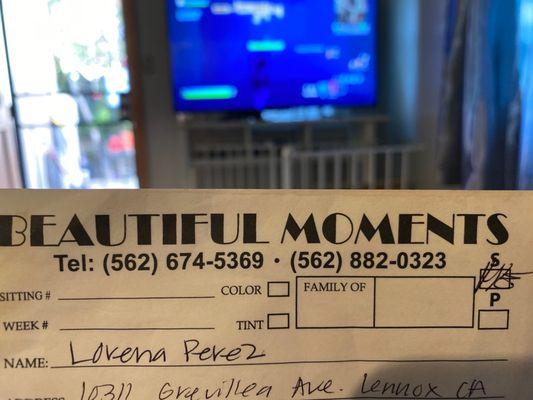 BEAUTIFUL MOMENTS
Tel: (562) 674-5369 • (562) 882-0323
SITTING # COLOR FAMILY OF S
WEEK # TINT P
NAME: Lorena Perez
ADDRESS 10311 Grevillea Ave. Lennox CA